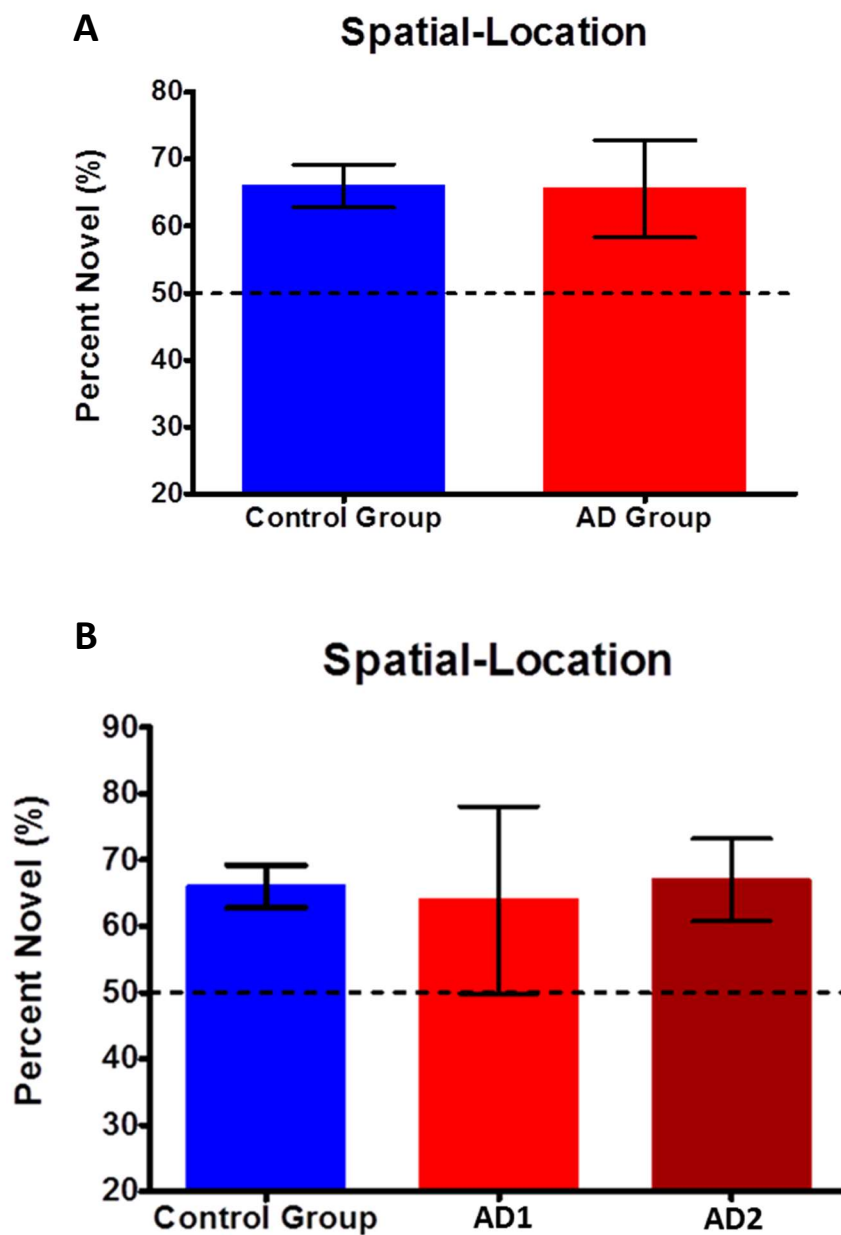 A
Spatial-Location
Percent Novel (%)
80
70
60
50
40
30
20
Control Group AD Group
B
Spatial-Location
Percent Novel (%)
90
80
70
60
50
40
30
20
Control Group AD1 AD2